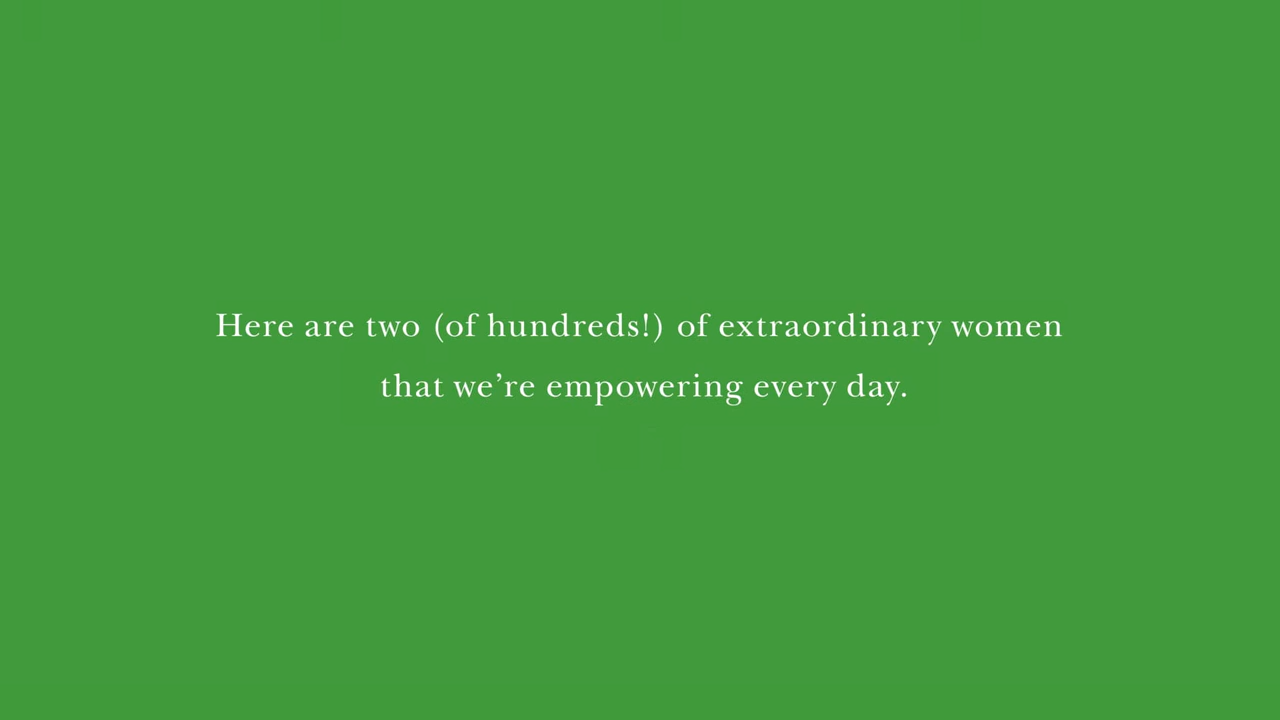 Here are two (of hundreds!) of extraordinary women
that we’re empowering every day.